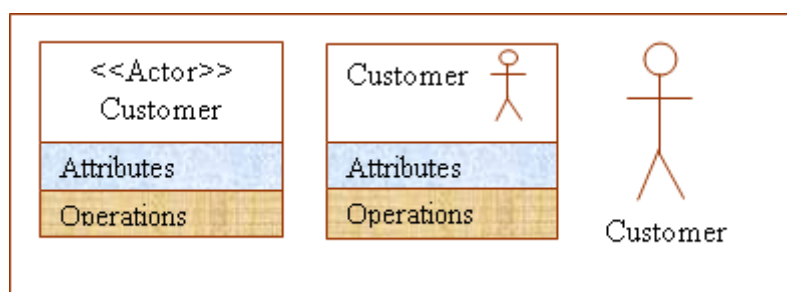 <<Actor>>
Customer
Attributes
Operations
Customer
Attributes
Operations
Customer